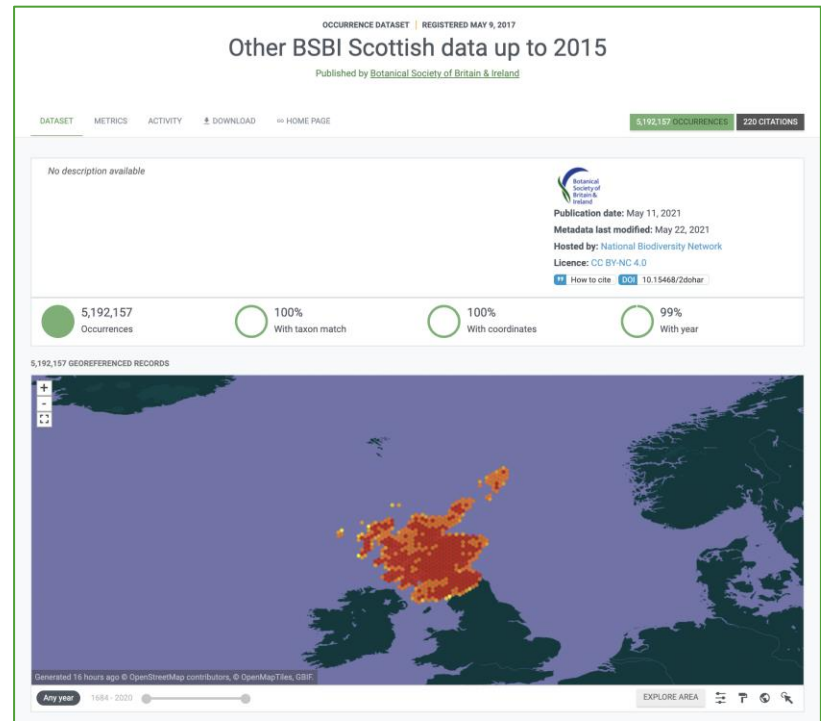 OCCURRENCE DATASET | REGISTERED MAY 9, 2017
Other BSBI Scottish data up to 2015
Published by Botanical Society of Britain & Ireland
DATASET METRICS ACTIVITY DOWNLOAD HOME PAGE
5,192,157 OCCURRENCES 220 CITATIONS
No description available
Botanical
Society of
Britain &
Ireland
Publication date: May 11, 2021
Metadata last modified: May 22, 2021
Hosted by: National Biodiversity Network
Licence: CC BY-NC 4.0
How to cite DOI 10.15468/2dohar
5,192,157
Occurrences
100%
With taxon match
100%
With coordinates
99%
With year
5,192,157 GEOREFERENCED RECORDS
+
-
Generated 16 hours ago © OpenStreetMap contributors, © OpenMapTiles, GBIF.
Any year 1684 - 2020
EXPLORE AREA